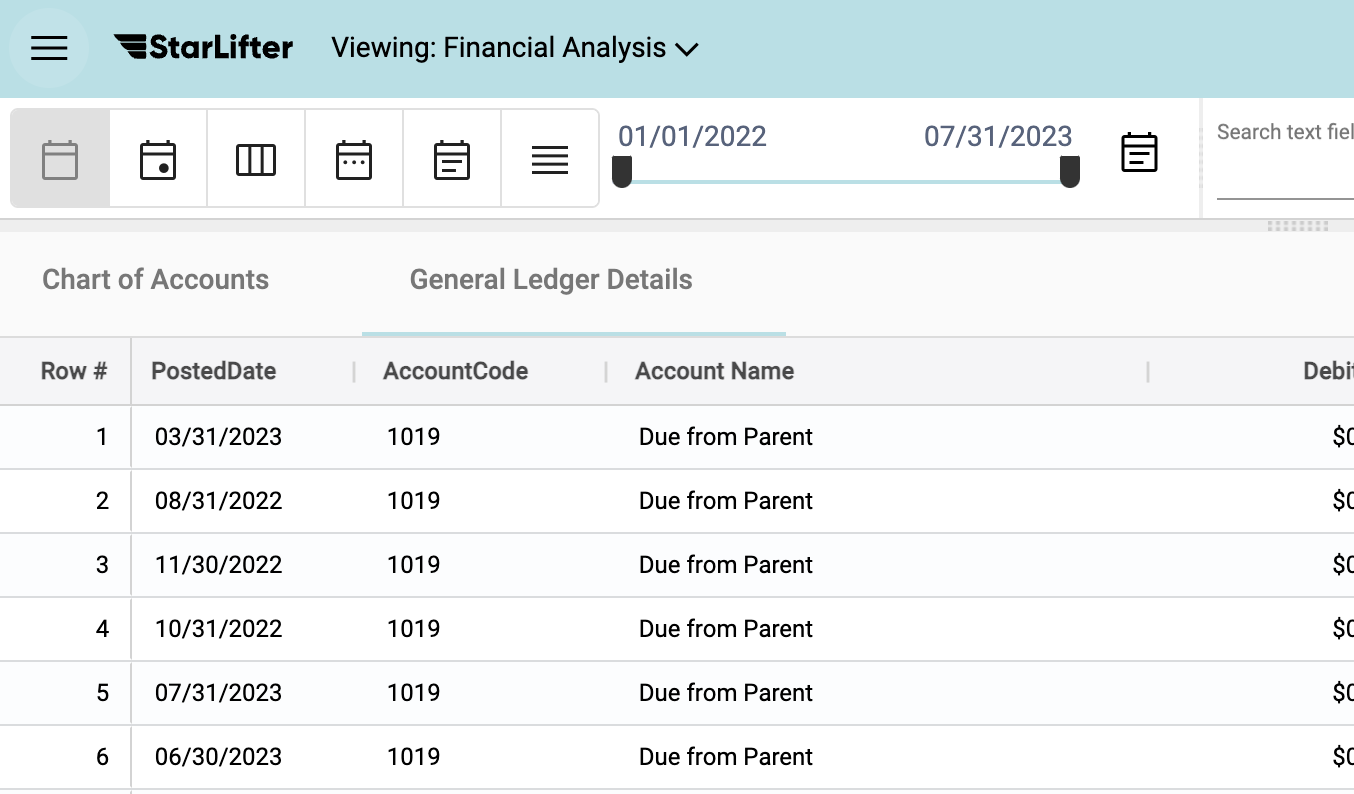 StarLifter Viewing: Financial Analysis
01/01/2022 07/31/2023
Search text
Chart of Accounts General Ledger Details
Row # PostedDate AccountCode Account Name
1 03/31/2023 1019 Due from Parent
2 08/31/2022 1019 Due from Parent
3 11/30/2022 1019 Due from Parent
4 10/31/2022 1019 Due from Parent
5 07/31/2023 1019 Due from Parent
6 06/30/2023 1019 Due from Parent